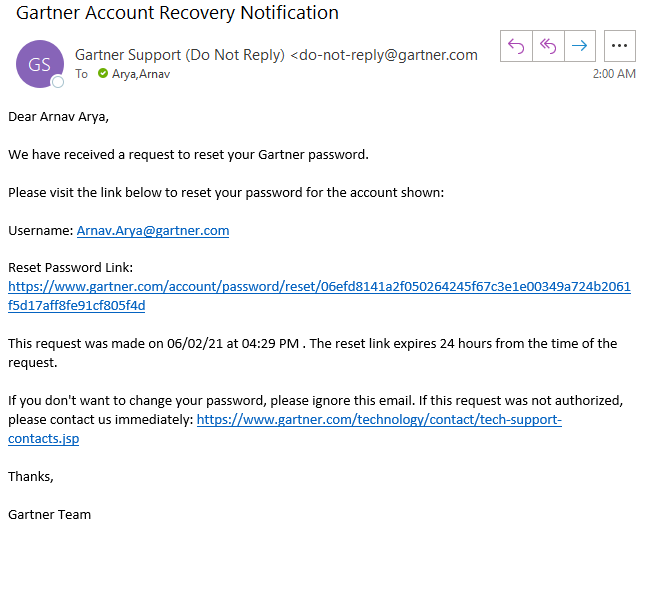 Gartner Account Recovery Notification
GS
Gartner Support (Do Not Reply) <do-not-reply@gartner.com
To Arya,Arnav
2:00 AM
Dear Arnav Arya,
We have received a request to reset your Gartner password.
Please visit the link below to reset your password for the account shown:
Username: Arnav.Arya@gartner.com
Reset Password Link:
https://www.gartner.com/account/password/reset/06efd8141a2f050264245f67c3e1e00349a724b2061
f5d17aff8fe91cf805f4d
This request was made on 06/02/21 at 04:29 PM . The reset link expires 24 hours from the time of the
request.
If you don't want to change your password, please ignore this email. If this request was not authorized,
please contact us immediately: https://www.gartner.com/technology/contact/tech-support-
contacts.jsp
Thanks,
Gartner Team